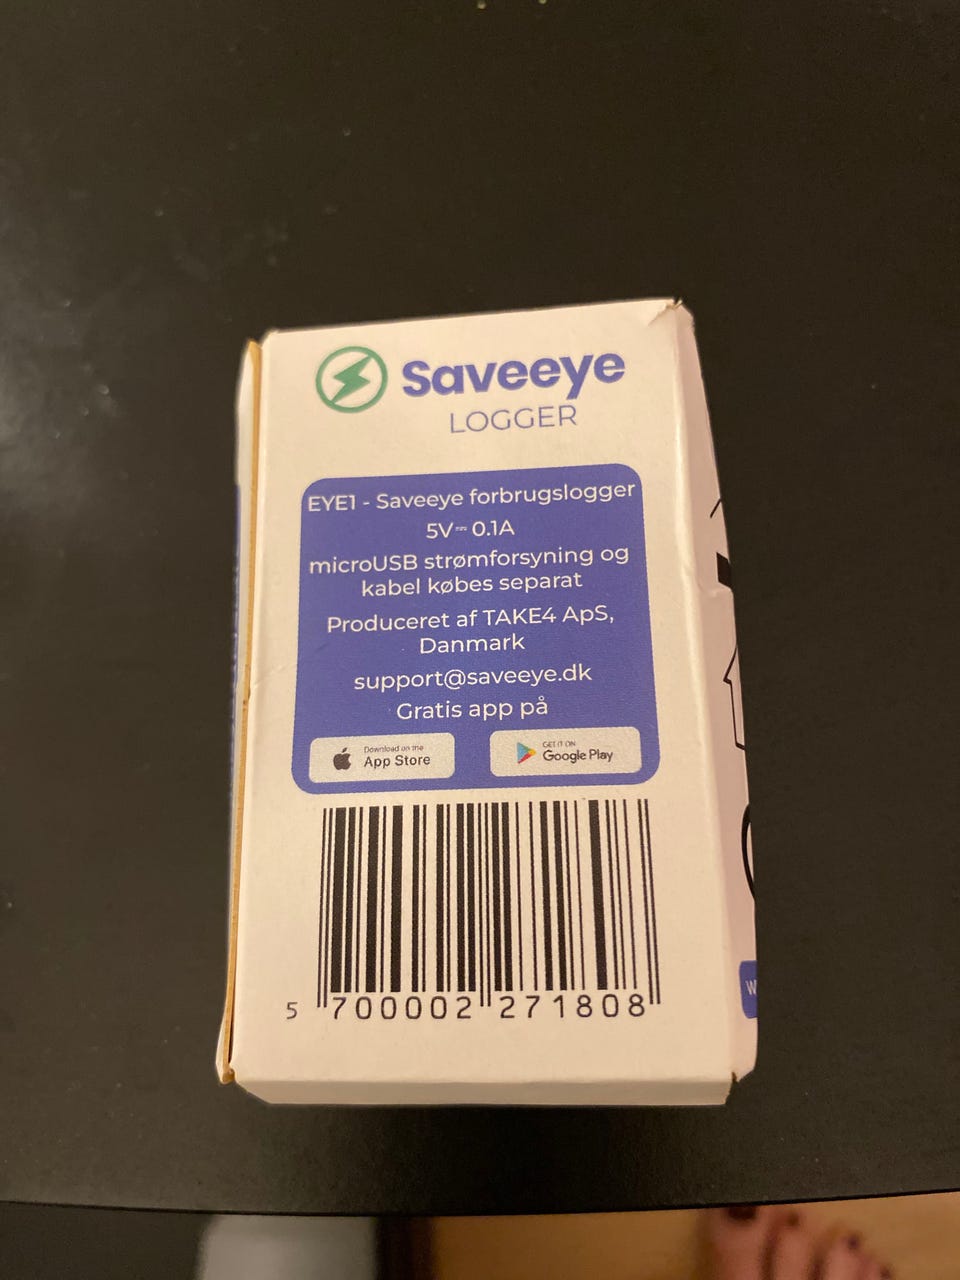 Saveeye
LOGGER
EYE1 - Saveeye forbrugslogger
5V⎓ 0.1A
microUSB strømforsyning og
kabel købes separat
Produceret af TAKE4 ApS,
Danmark
support@saveeye.dk
Gratis app på
Download on the
App Store
GET IT ON
Google Play
5 700002 271808